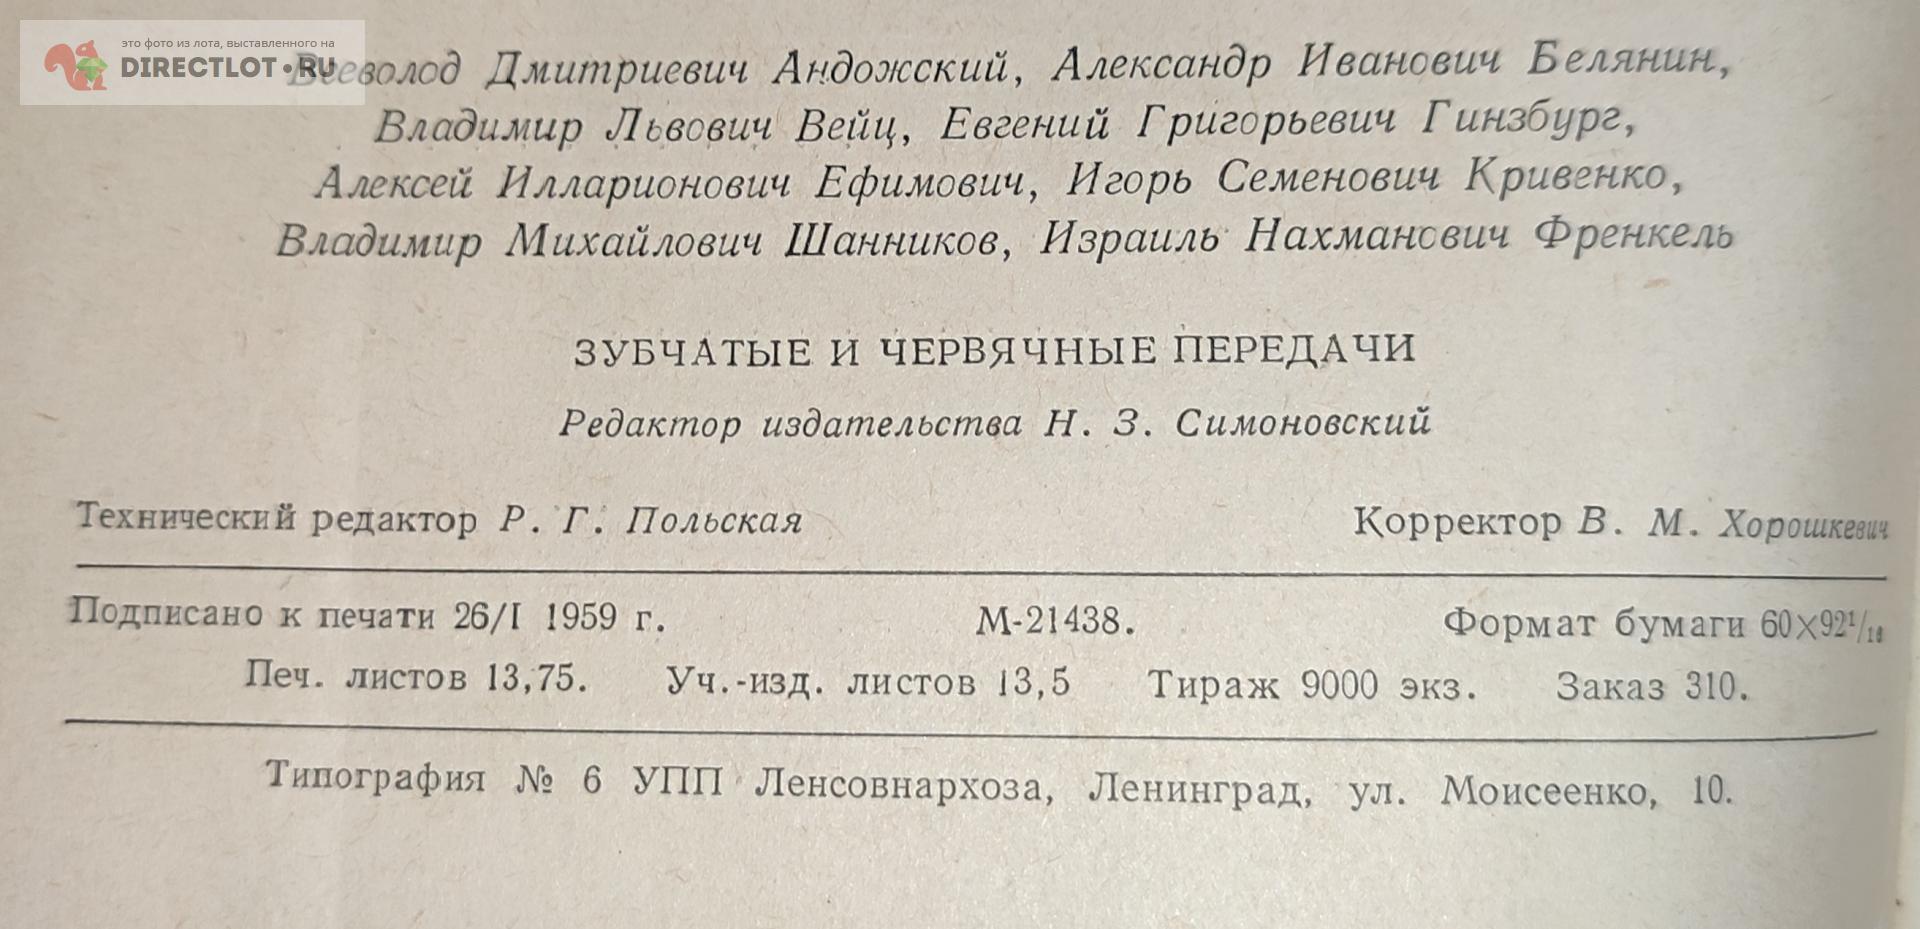 это фото из лота, выставленного на
DIRECTLOT.RU
Всеволод Дмитриевич Андожский, Александр Иванович Белянин,
Владимир Львович Вейц, Евгений Григорьевич Гинзбург,
Алексей Илларионович Ефимович, Игорь Семенович Кривенко,
Владимир Михайлович Шанников, Израиль Нахманович Френкель
ЗУБЧАТЫЕ И ЧЕРВЯЧНЫЕ ПЕРЕДАЧИ
Редактор издательства Н. З. Симоновский
Технический редактор Р. Г. Польская Корректор В. М. Хорошкевич
Подписано к печати 26/I 1959 г. М-21438. Формат бумаги 60×92¹/₁₆
Печ. листов 13,75. Уч.-изд. листов 13,5 Тираж 9000 экз. Заказ 310.
Типография № 6 УПП Ленсовнархоза, Ленинград, ул. Моисеенко, 10.